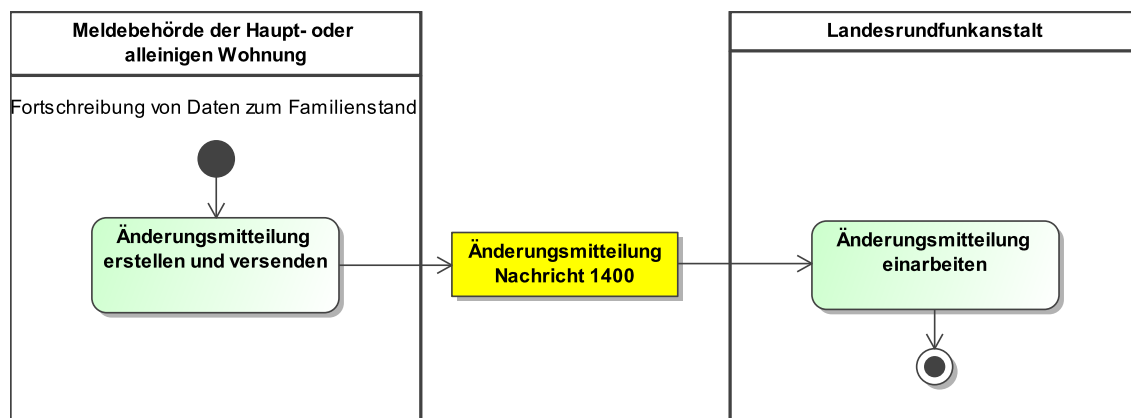 Meldebehörde der Haupt- oder
alleinigen Wohnung
Landesrundfunkanstalt
Fortschreibung von Daten zum Familienstand
Änderungsmitteilung
erstellen und versenden
Änderungsmitteilung
Nachricht 1400
Änderungsmitteilung
einarbeiten